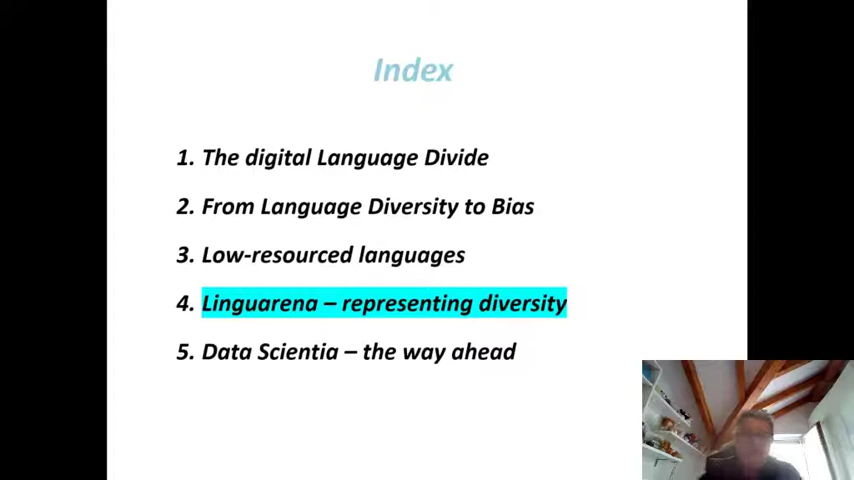 Index
1. The digital Language Divide
2. From Language Diversity to Bias
3. Low-resourced languages
4. Linguarena – representing diversity
5. Data Scientia – the way ahead